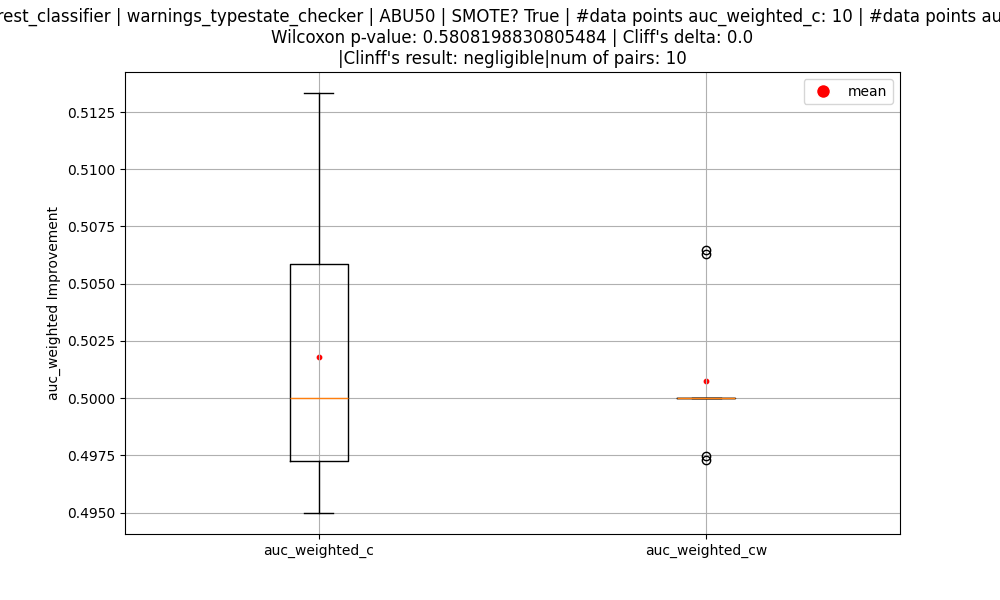 rest_classifier | warnings_typestate_checker | ABU50 | SMOTE? True | #data points auc_weighted_c: 10 | #data points au
Wilcoxon p-value: 0.5808198830805484 | Cliff's delta: 0.0
|Clinff's result: negligible|num of pairs: 10
mean
0.5125
0.5100
0.5075
0.5050
0.5025
0.5000
0.4975
0.4950
auc_weighted Improvement
auc_weighted_c
auc_weighted_cw